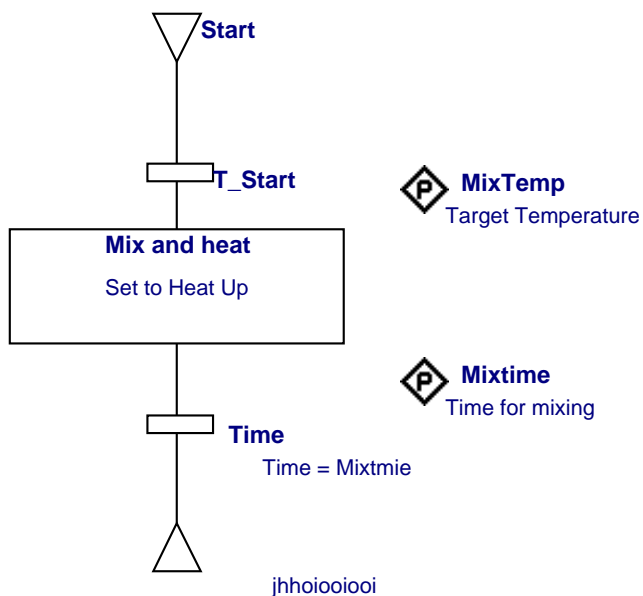 Start
T_Start
P
MixTemp
Target Temperature
Mix and heat
Set to Heat Up
P
Mixtime
Time for mixing
Time
Time = Mixtmie
jhhoiooiooi